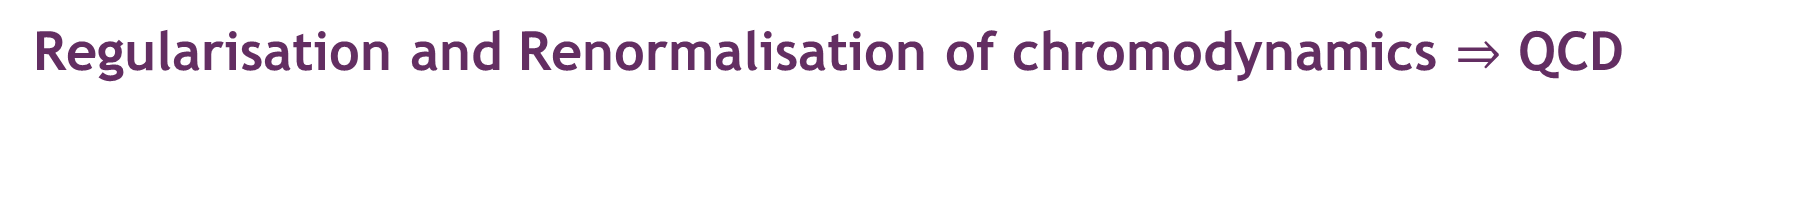 Regularisation and Renormalisation of chromodynamics ⇒ QCD